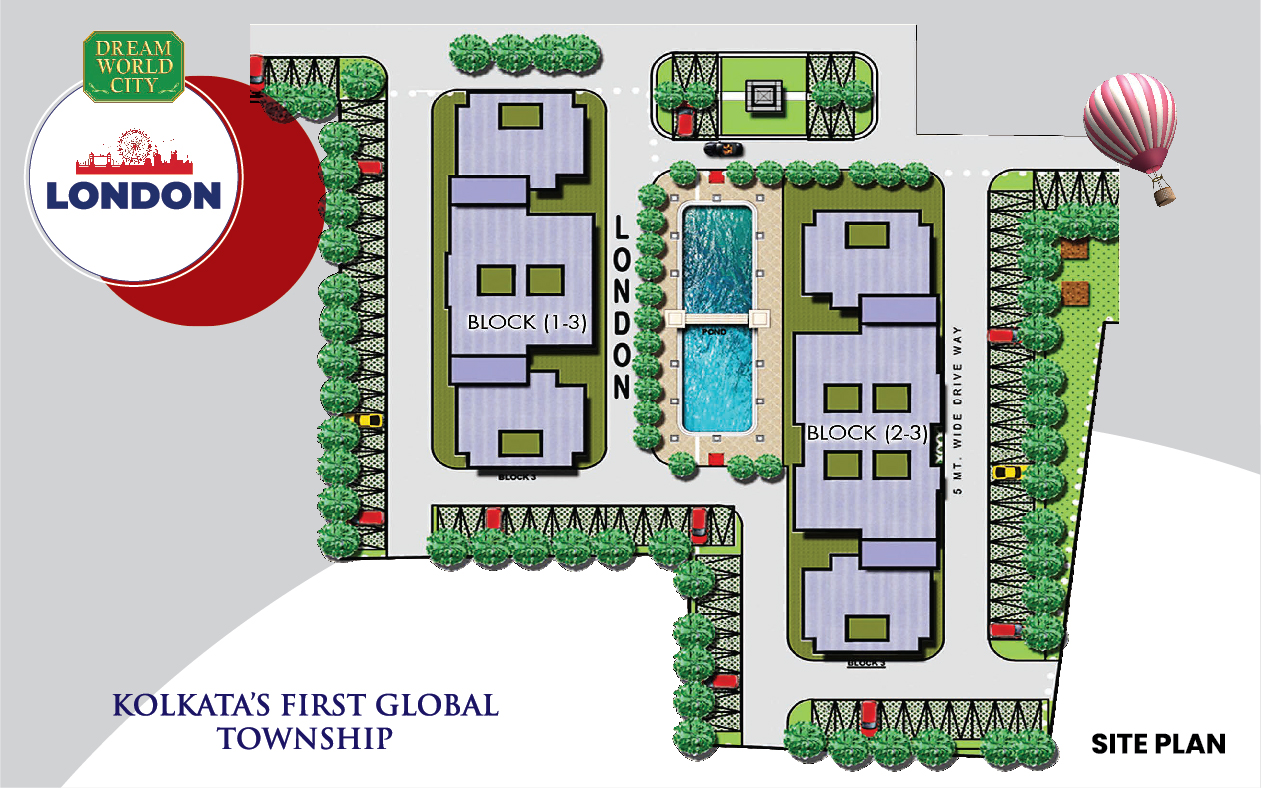 DREAM
WORLD
CITY
LONDON
LONDON
BLOCK (1-3)
POND
BLOCK (2-3)
5 MT. WIDE DRIVE WAY
BLOCK 3
BLOCK 3
KOLKATA'S FIRST GLOBAL
TOWNSHIP
SITE PLAN